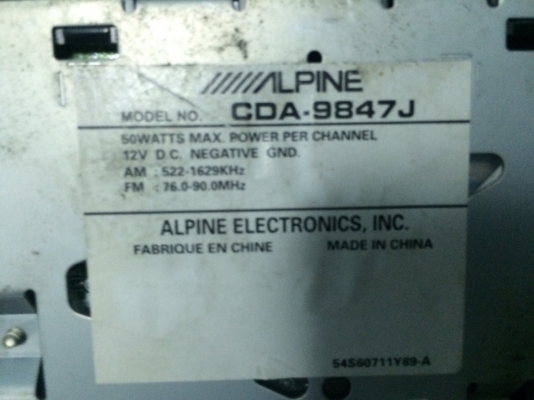 ALPINE
MODEL NO. CDA-9847J
50WATTS MAX. POWER PER CHANNEL
12V D.C. NEGATIVE GND.
AM : 522-1629KHz
FM : 76.0-90.0MHz
ALPINE ELECTRONICS, INC.
FABRIQUE EN CHINE MADE IN CHINA
54S60711Y89-A